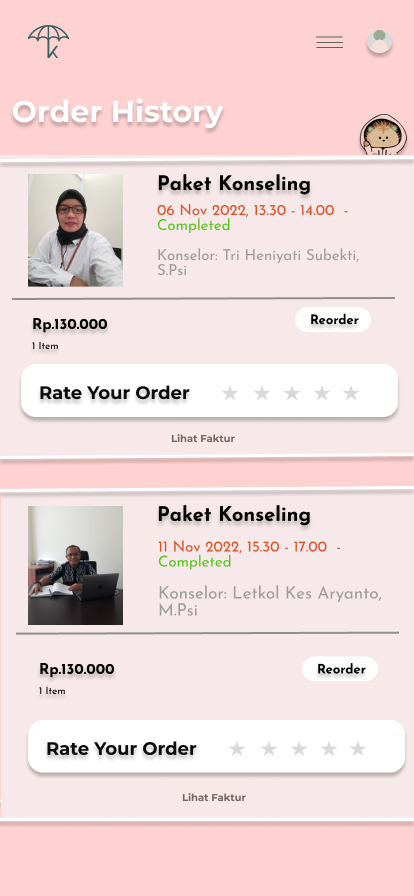 k
Order History
Paket Konseling
06 Nov 2022, 13.30 - 14.00 -
Completed
Konselor: Tri Heniyati Subekti,
S.Psi
Rp.130.000
Reorder
1 Item
Rate Your Order
Lihat Faktur
Paket Konseling
11 Nov 2022, 15.30 - 17.00 -
Completed
Konselor: Letkol Kes Aryanto,
M.Psi
Rp.130.000
Reorder
1 Item
Rate Your Order
Lihat Faktur